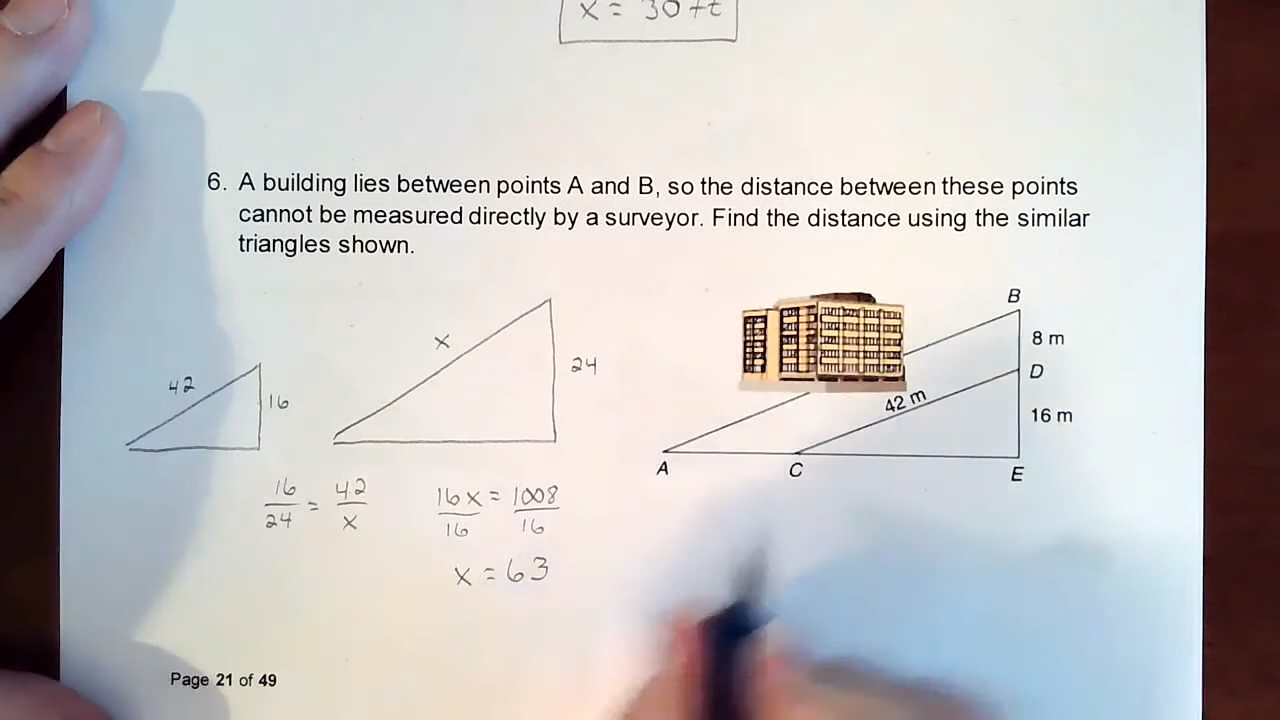 x = 30 ft
6. A building lies between points A and B, so the distance between these points
cannot be measured directly by a surveyor. Find the distance using the similar
triangles shown.
42
16
x
24
B
8 m
D
42 m
16 m
A
C
E
16/24 = 42/x
16x/16 = 1008/16
x = 63
Page 21 of 49